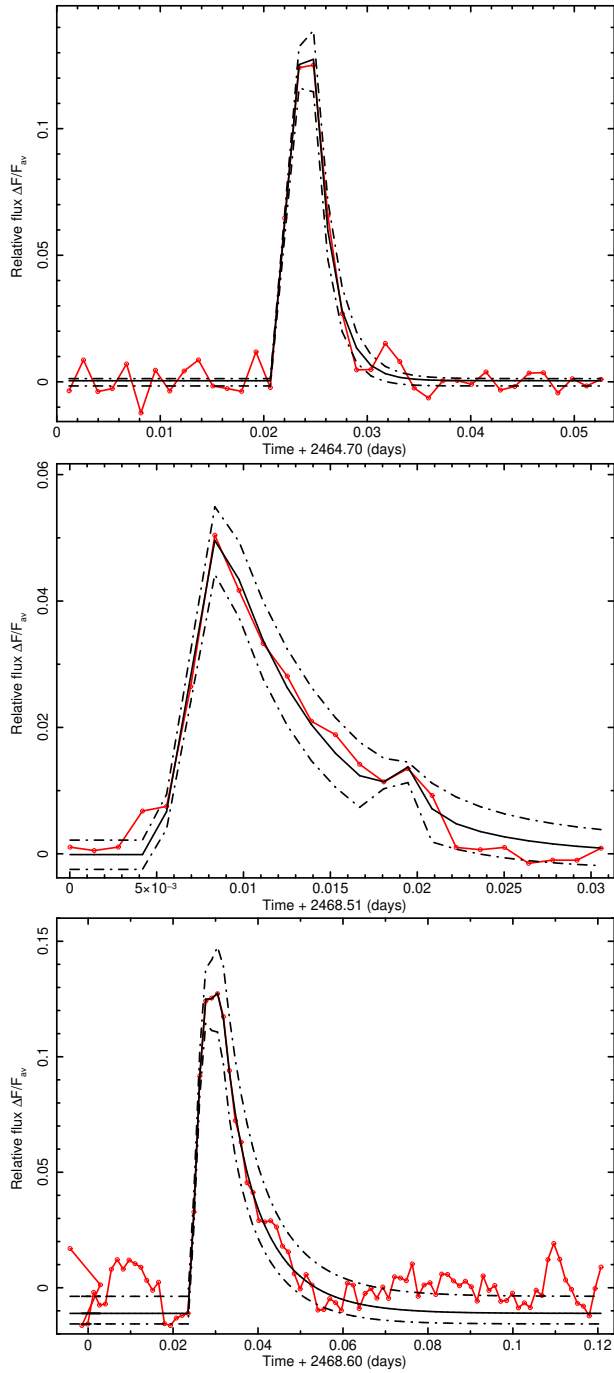 Relative flux ΔF/Fav
0.1
0.05
0
0 0.01 0.02 0.03 0.04 0.05
Time + 2464.70 (days)
Relative flux ΔF/Fav
0.06
0.04
0.02
0
0 5×10⁻³ 0.01 0.015 0.02 0.025 0.03
Time + 2468.51 (days)
Relative flux ΔF/Fav
0.15
0.1
0.05
0
0 0.02 0.04 0.06 0.08 0.1 0.12
Time + 2468.60 (days)